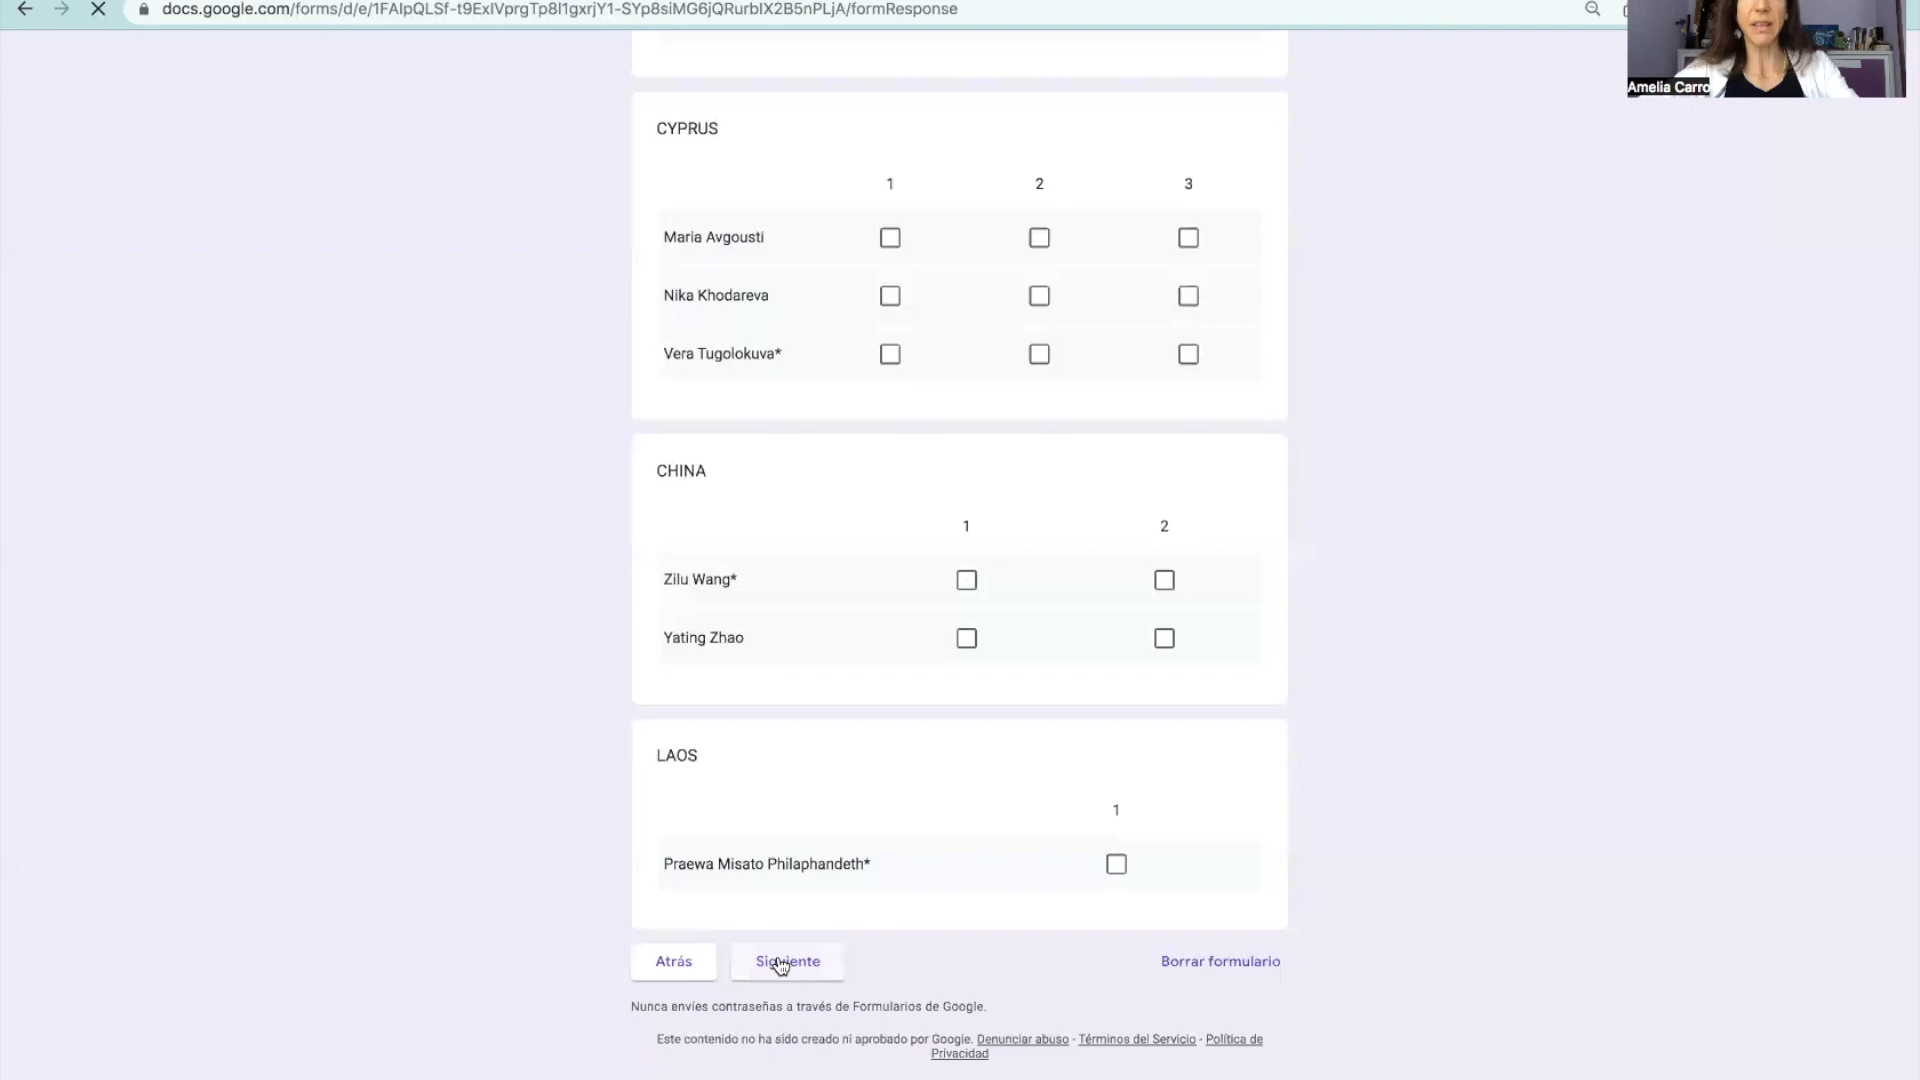 docs.google.com/forms/d/e/1FAIpQLSf-t9ExIVprgTp8I1gxrjY1-SYp8siMG6jQRurbIX2B5nPLjA/formResponse
Amelia Carro
CYPRUS
1 2 3
Maria Avgousti
Nika Khodareva
Vera Tugolokuva*
CHINA
1 2
Zilu Wang*
Yating Zhao
LAOS
1
Praewa Misato Philaphandeth*
Atrás Siguiente Borrar formulario
Nunca envíes contraseñas a través de Formularios de Google.
Este contenido no ha sido creado ni aprobado por Google. Denunciar abuso - Términos del Servicio - Política de
Privacidad